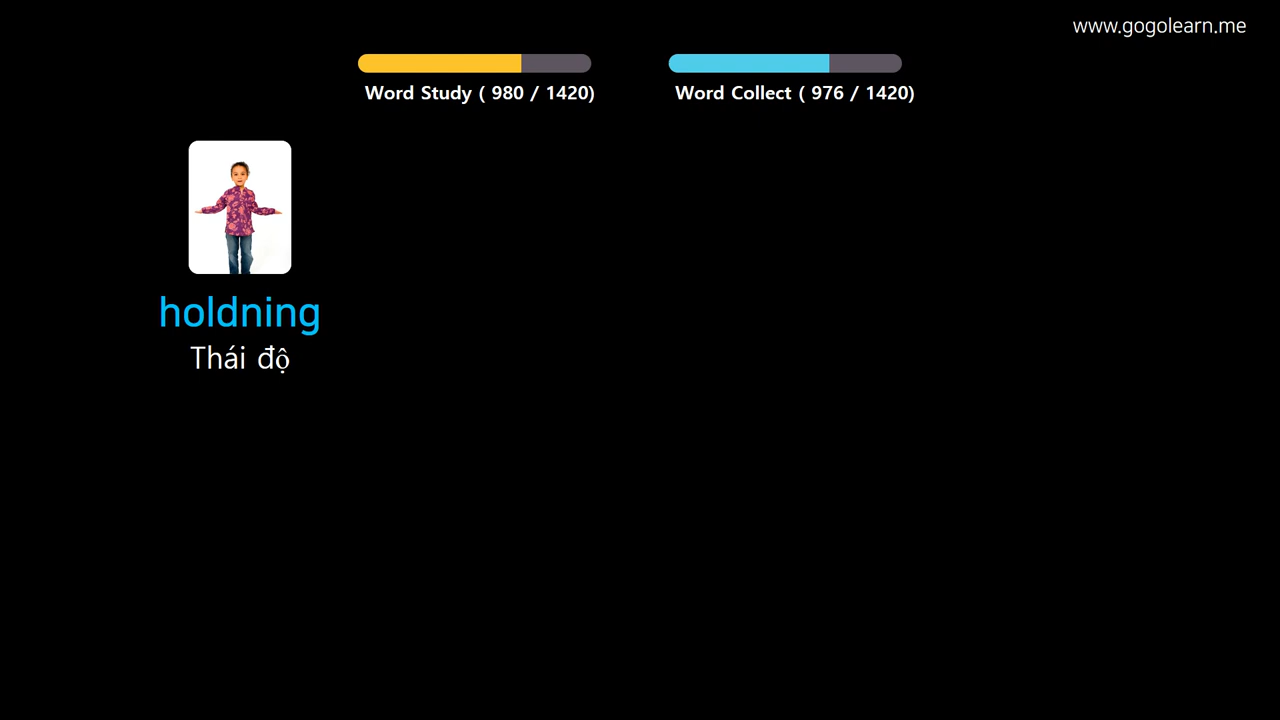 www.gogolearn.me
Word Study ( 980 / 1420)
Word Collect ( 976 / 1420)
holdning
Thái độ